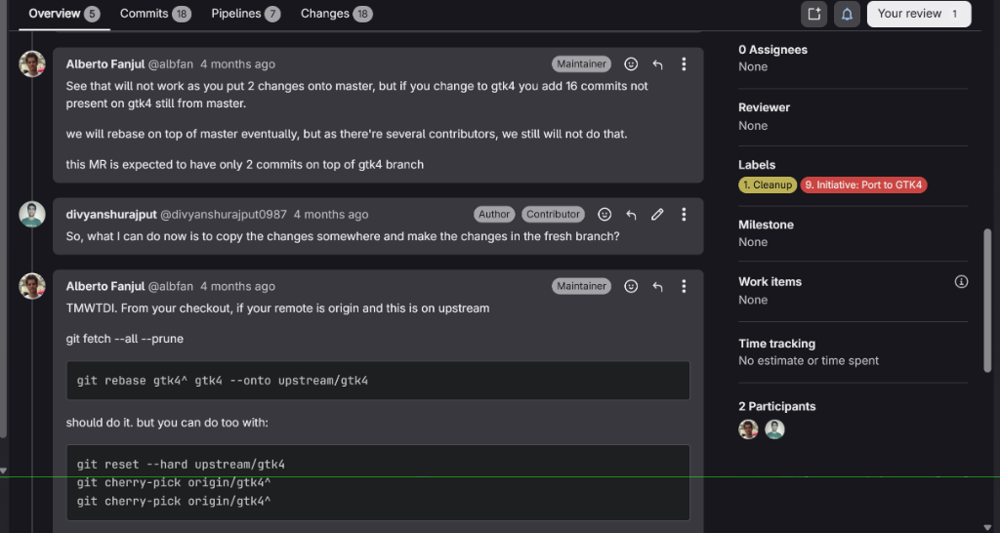 Overview 5 Commits 18 Pipelines 7 Changes 18 Your review 1
Alberto Fanjul @albfan 4 months ago Maintainer
See that will not work as you put 2 changes onto master, but if you change to gtk4 you add 16 commits not
present on gtk4 still from master.
we will rebase on top of master eventually, but as there're several contributors, we still will not do that.
this MR is expected to have only 2 commits on top of gtk4 branch
divyanshurajput @divyanshurajput0987 4 months ago Author Contributor
So, what I can do now is to copy the changes somewhere and make the changes in the fresh branch?
Alberto Fanjul @albfan 4 months ago Maintainer
TMWTDI. From your checkout, if your remote is origin and this is on upstream
git fetch --all --prune
git rebase gtk4^ gtk4 --onto upstream/gtk4
should do it. but you can do too with:
git reset --hard upstream/gtk4
git cherry-pick origin/gtk4^
git cherry-pick origin/gtk4^
0 Assignees
None
Reviewer
None
Labels
1. Cleanup 9. Initiative: Port to GTK4
Milestone
None
Work items
None
Time tracking
No estimate or time spent
2 Participants